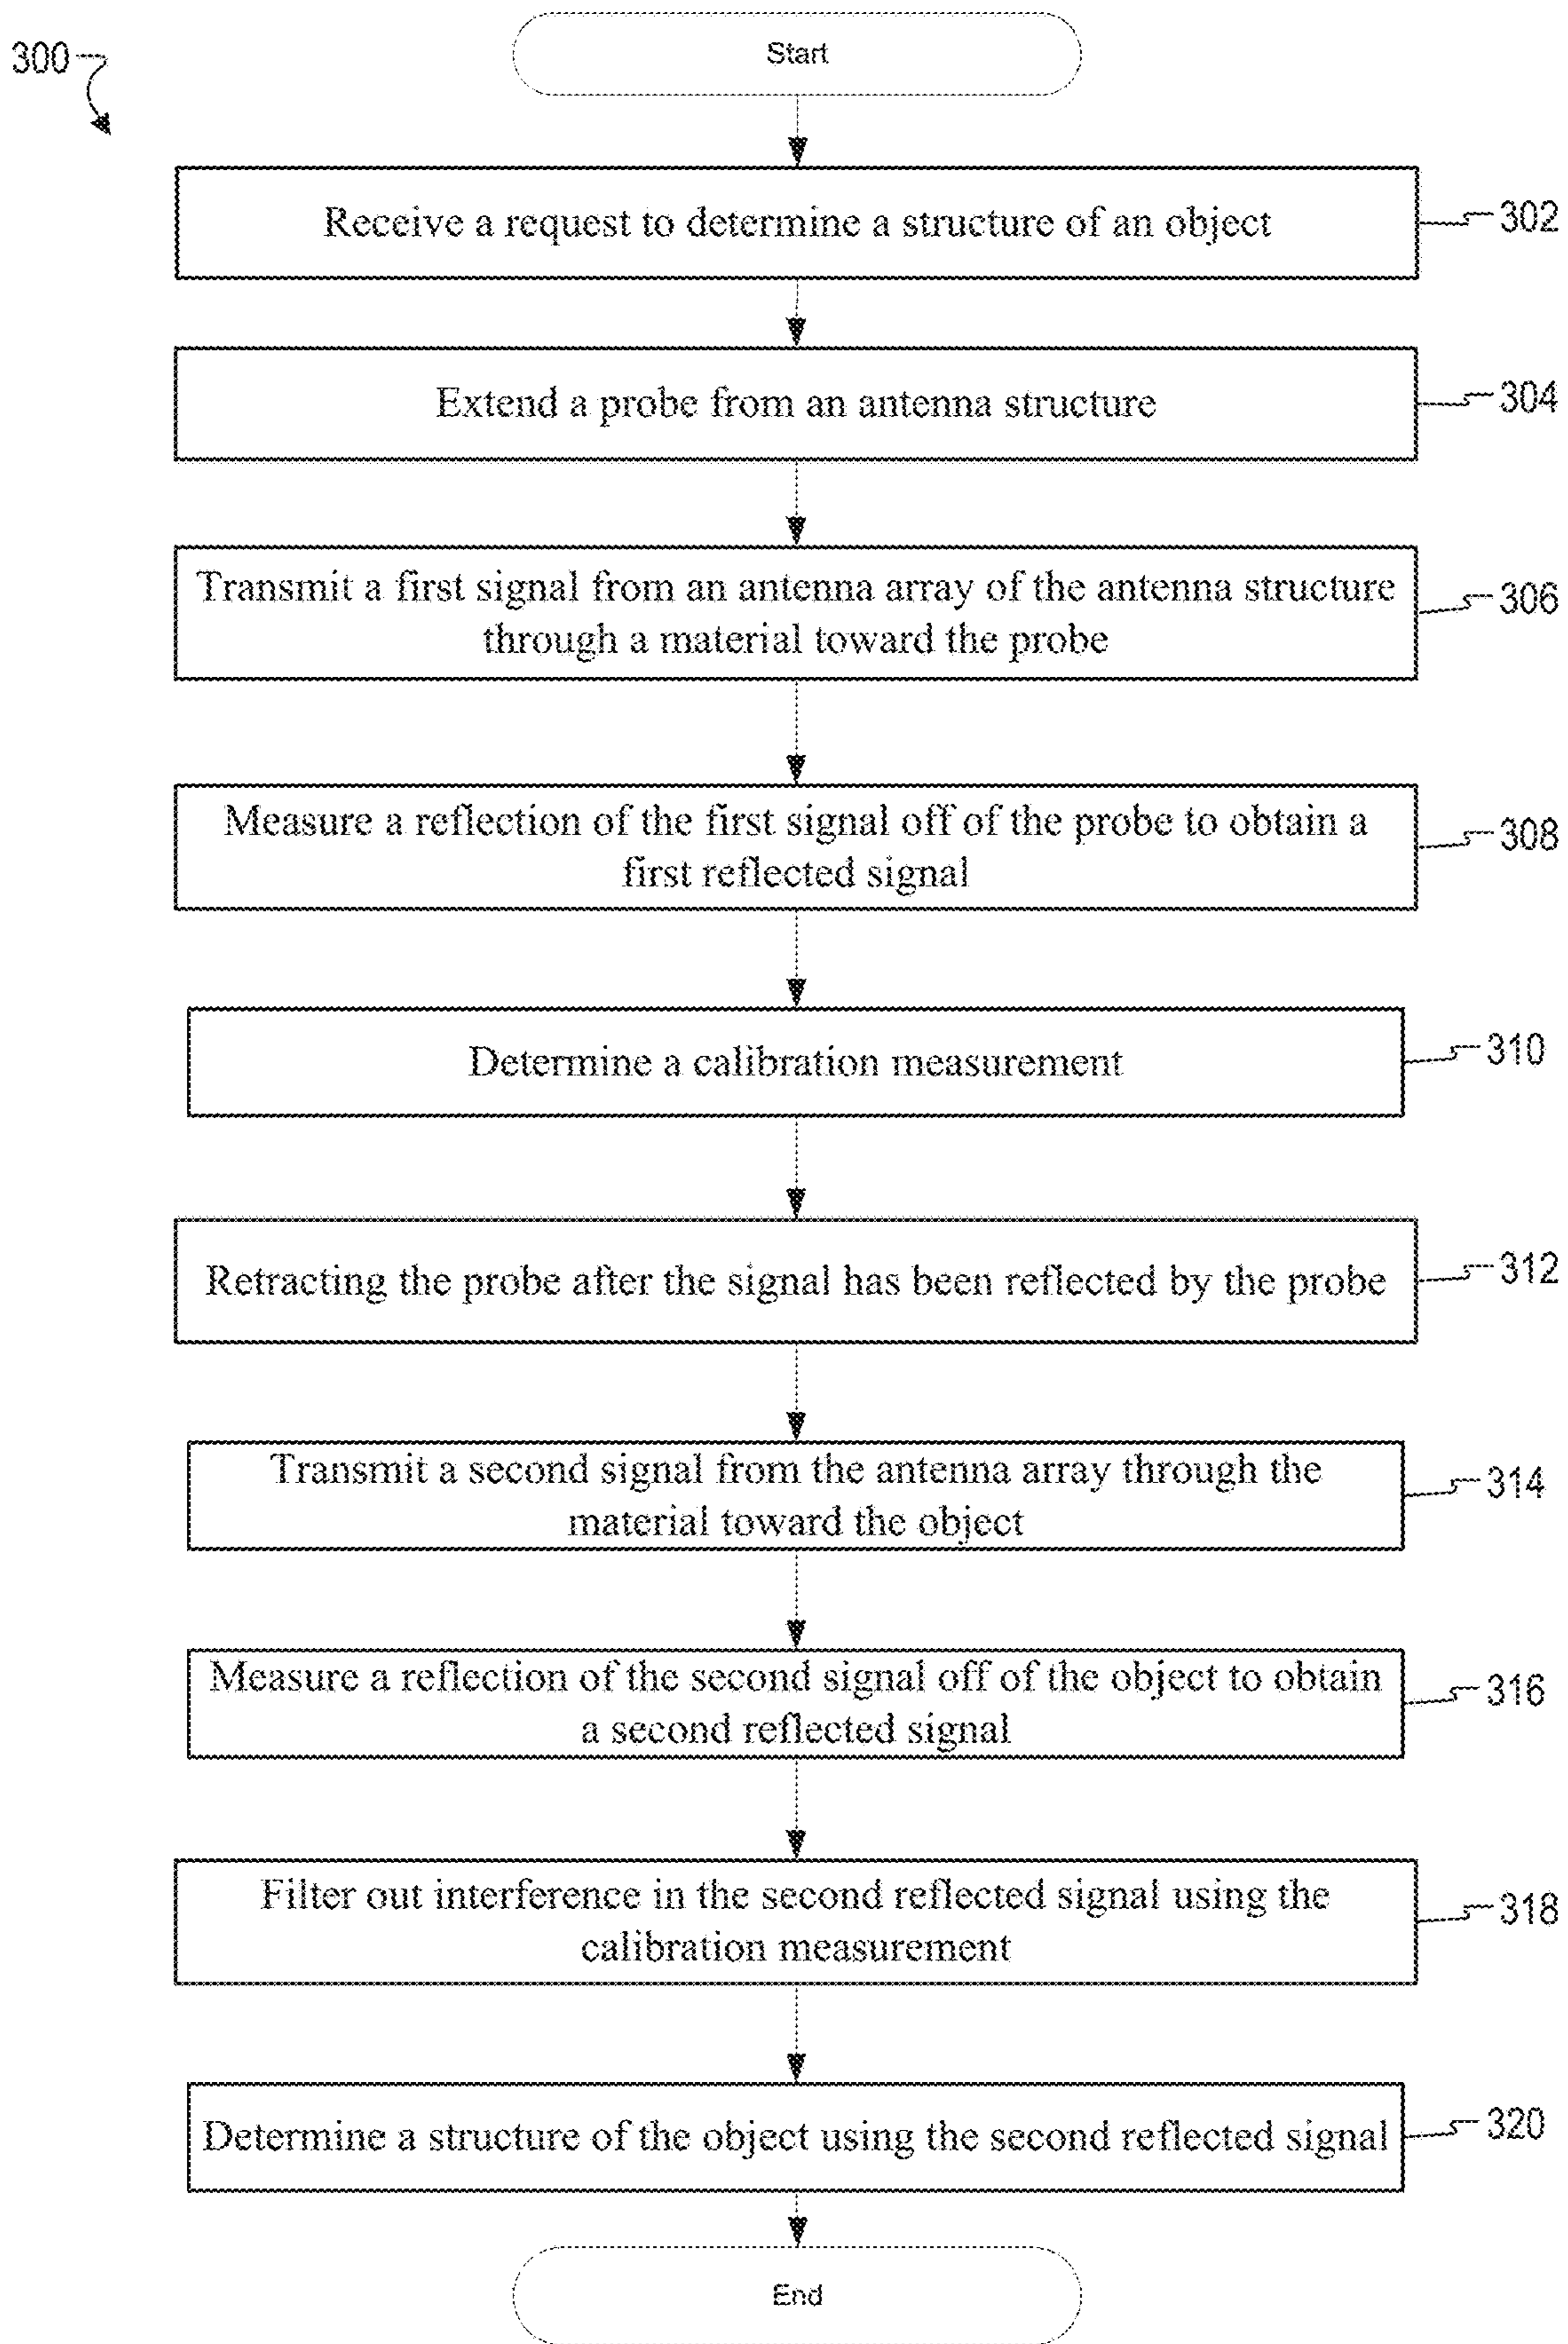 300
Start
Receive a request to determine a structure of an object
302
Extend a probe from an antenna structure
304
Transmit a first signal from an antenna array of the antenna structure
through a material toward the probe
306
Measure a reflection of the first signal off of the probe to obtain a
first reflected signal
308
Determine a calibration measurement
310
Retracting the probe after the signal has been reflected by the probe
312
Transmit a second signal from the antenna array through the
material toward the object
314
Measure a reflection of the second signal off of the object to obtain
a second reflected signal
316
Filter out interference in the second reflected signal using the
calibration measurement
318
Determine a structure of the object using the second reflected signal
320
End